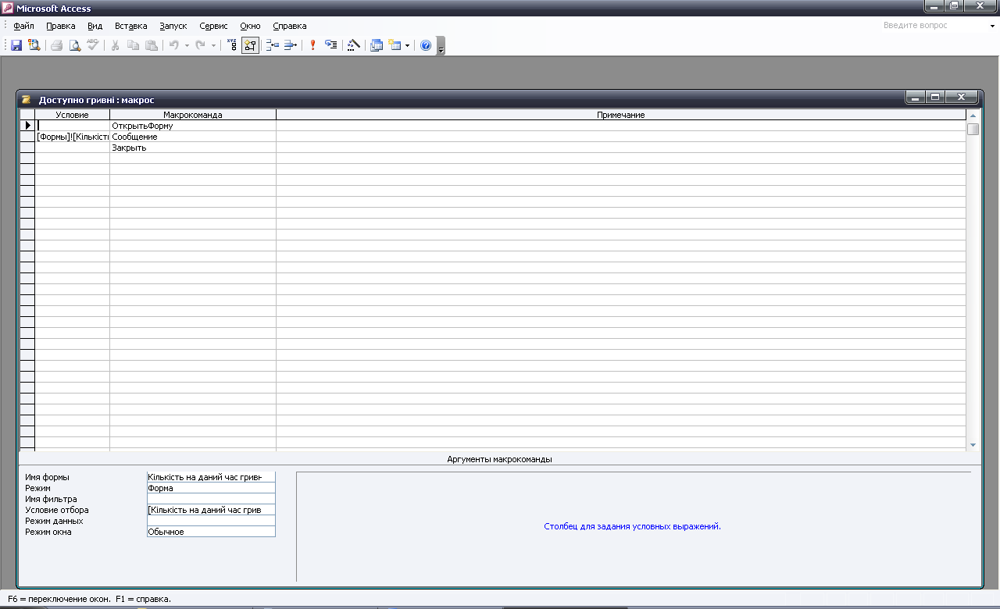 Microsoft Access
Файл Правка Вид Вставка Запуск Сервис Окно Справка Введите вопрос
Доступно гривні : макрос
Условие Макрокоманда Примечание
ОткрытьФорму
[Формы]![Кількісті Сообщение
Закрыть
Аргументы макрокоманды
Имя формы Кількість на даний час гривн
Режим Форма
Имя фильтра
Условие отбора [Кількість на даний час грив
Режим данных
Режим окна Обычное
Столбец для задания условных выражений.
F6 = переключение окон. F1 = справка.